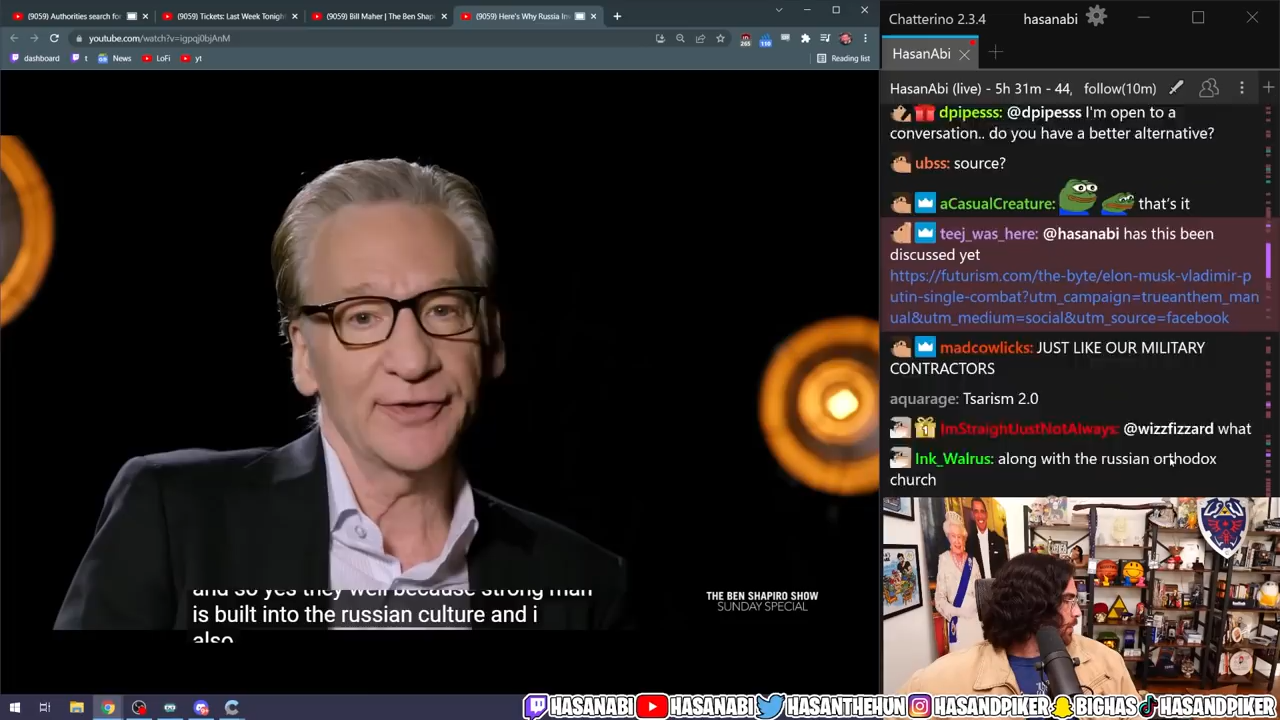 (9059) Authorities search for
(9059) Tickets: Last Week Tonigh
(9059) Bill Maher | The Ben Shap
(9059) Here's Why Russia In
youtube.com/watch?v=igpqj0bjAnM
dashboard
t
News
LoFi
yt
Reading list
and so yes they well because strong man
is built into the russian culture and i
also
THE BEN SHAPIRO SHOW
SUNDAY SPECIAL
Chatterino 2.3.4
hasanabi
HasanAbi
HasanAbi (live) - 5h 31m - 44,
follow(10m)
dpipesss: @dpipesss I'm open to a
conversation.. do you have a better alternative?
ubss: source?
aCasualCreature: that's it
teej_was_here: @hasanabi has this been
discussed yet
https://futurism.com/the-byte/elon-musk-vladimir-p
utin-single-combat?utm_campaign=trueanthem_man
ual&utm_medium=social&utm_source=facebook
madcowlicks: JUST LIKE OUR MILITARY
CONTRACTORS
aquarage: Tsarism 2.0
ImStraightJustNotAlways: @wizzfizzard what
Ink_Walrus: along with the russian orthodox
church
HASANABI HASANABI HASANTHEHUN HASANDPIKER BIGHAS HASANDPIKER